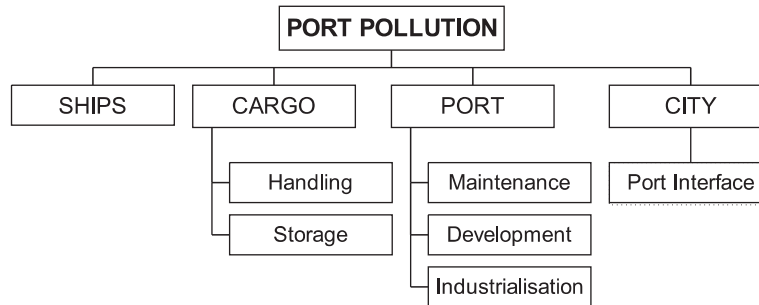 PORT POLLUTION
SHIPS
CARGO
PORT
CITY
Handling
Maintenance
Port Interface
Storage
Development
Industrialisation